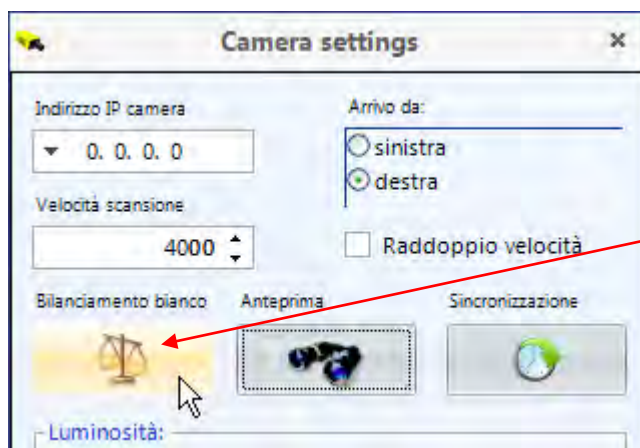 Camera settings
Indirizzo IP camera
0. 0. 0. 0
Arrivo da:
sinistra
destra
Velocità scansione
4000
Raddoppio velocità
Bilanciamento bianco
Anteprima
Sincronizzazione
Luminosità: